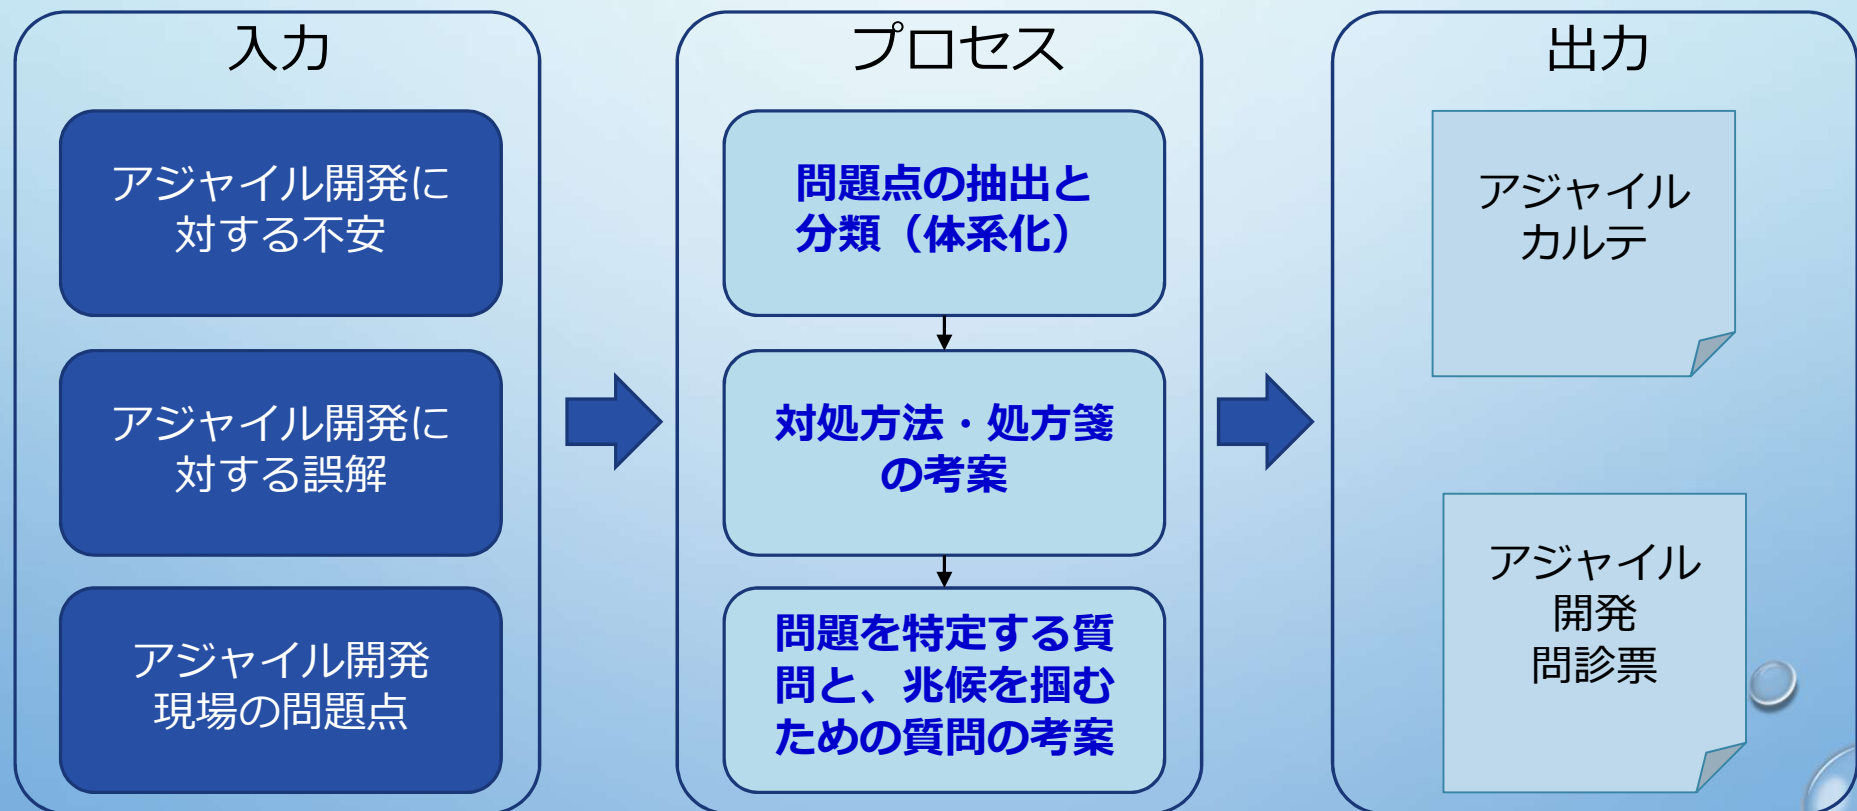 入力
アジャイル開発に
対する不安
アジャイル開発に
対する誤解
アジャイル開発
現場の問題点
プロセス
問題点の抽出と
分類（体系化）
対処方法・処方箋
の考案
問題を特定する質
問と、兆候を掴む
ための質問の考案
出力
アジャイル
カルテ
アジャイル
開発
問診票